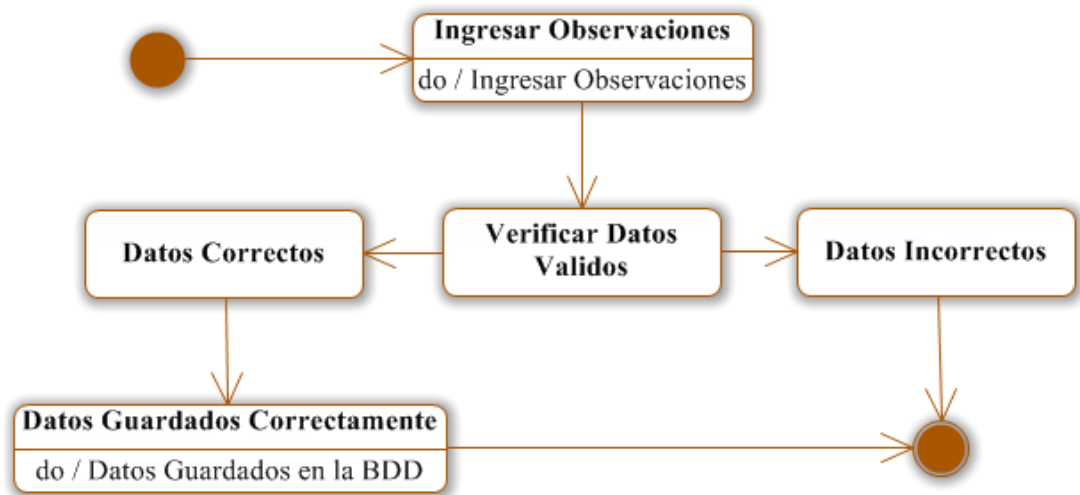 Ingresar Observaciones
do / Ingresar Observaciones
Datos Correctos
Verificar Datos
Validos
Datos Incorrectos
Datos Guardados Correctamente
do / Datos Guardados en la BDD